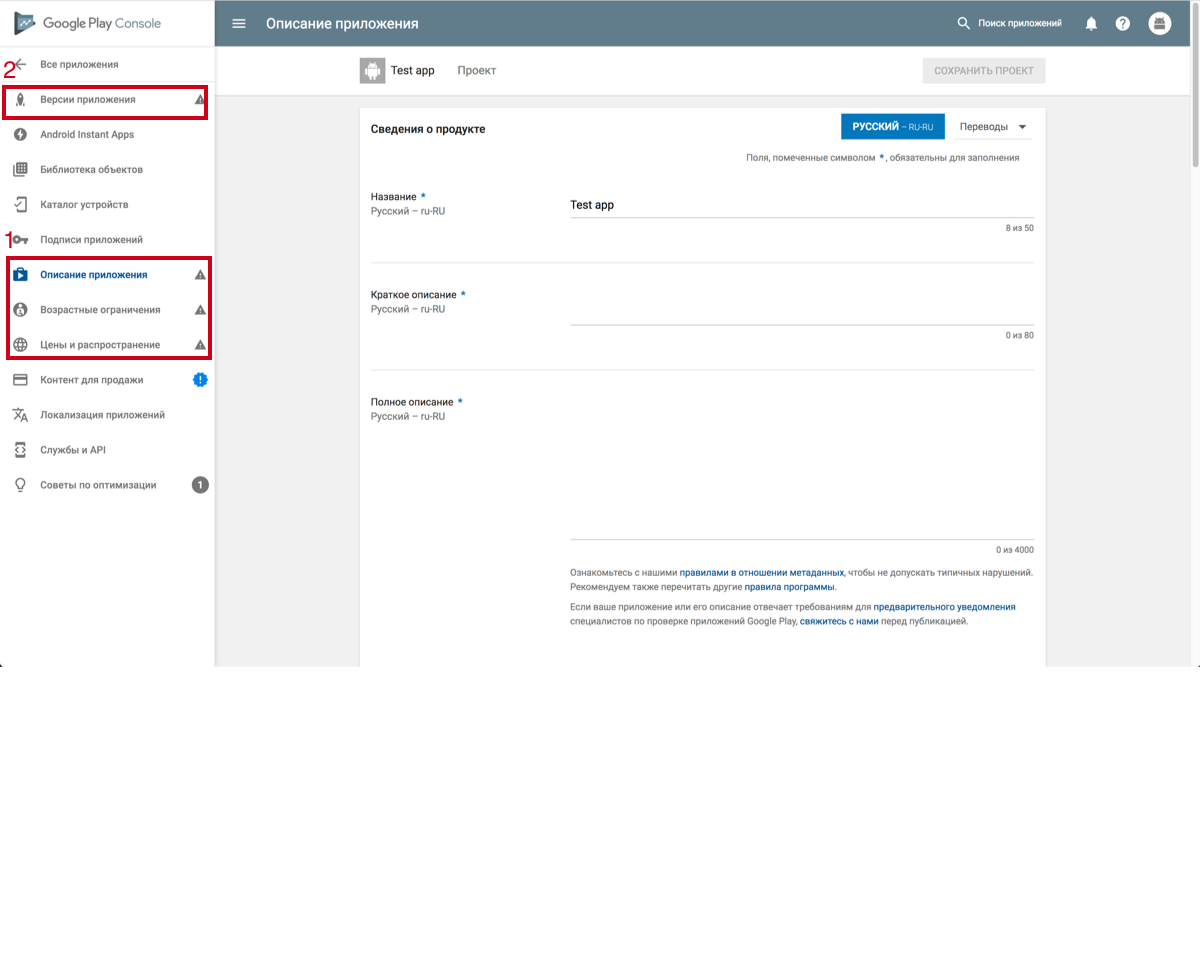 Google Play Console
Описание приложения
Поиск приложений
2
Все приложения
Версии приложения
Android Instant Apps
Библиотека объектов
Каталог устройств
1
Подписи приложений
Описание приложения
Возрастные ограничения
Цены и распространение
Контент для продажи
Локализация приложений
Службы и API
Советы по оптимизации 1
Test app Проект СОХРАНИТЬ ПРОЕКТ
Сведения о продукте
РУССКИЙ – RU-RU Переводы
Поля, помеченные символом *, обязательны для заполнения
Название *
Русский – ru-RU
Test app
8 из 50
Краткое описание *
Русский – ru-RU
0 из 80
Полное описание *
Русский – ru-RU
0 из 4000
Ознакомьтесь с нашими правилами в отношении метаданных, чтобы не допускать типичных нарушений.
Рекомендуем также перечитать другие правила программы.
Если ваше приложение или его описание отвечает требованиям для предварительного уведомления
специалистов по проверке приложений Google Play, свяжитесь с нами перед публикацией.